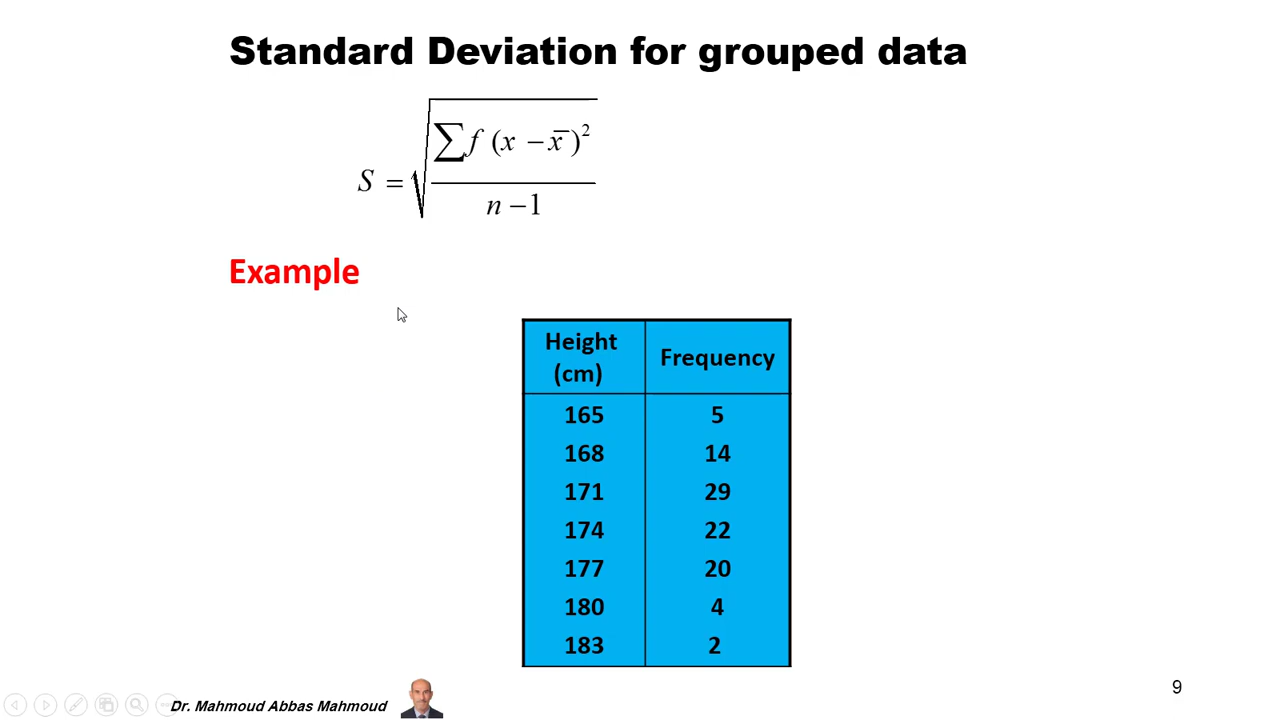 Standard Deviation for grouped data
S = √(∑f (x − x̄)² / (n − 1))
Example
Height (cm) Frequency
165 5
168 14
171 29
174 22
177 20
180 4
183 2
Dr. Mahmoud Abbas Mahmoud
9